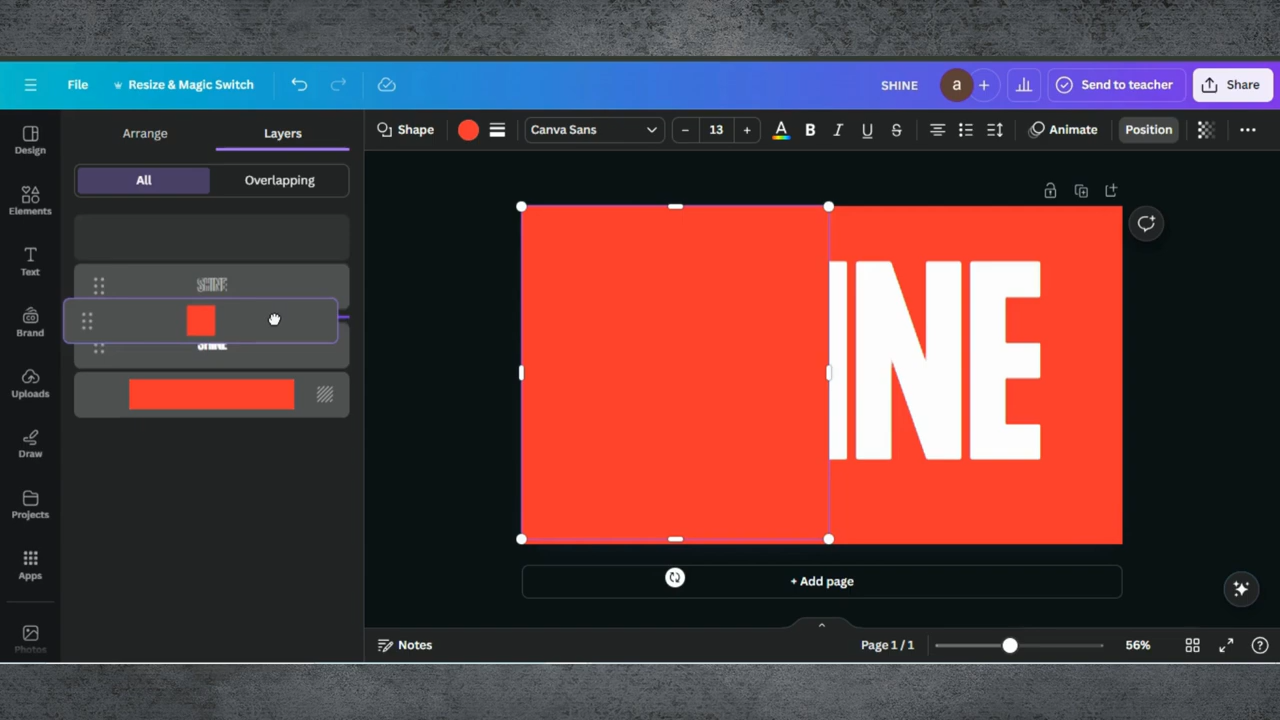 File
Resize & Magic Switch
SHINE
a
Send to teacher
Share
Design
Elements
Text
Brand
Uploads
Draw
Projects
Apps
Photos
Arrange
Layers
All
Overlapping
SHINE
SHINE
Shape
Canva Sans
13
A
B
I
U
S
Animate
Position
INE
+ Add page
Notes
Page 1 / 1
56%